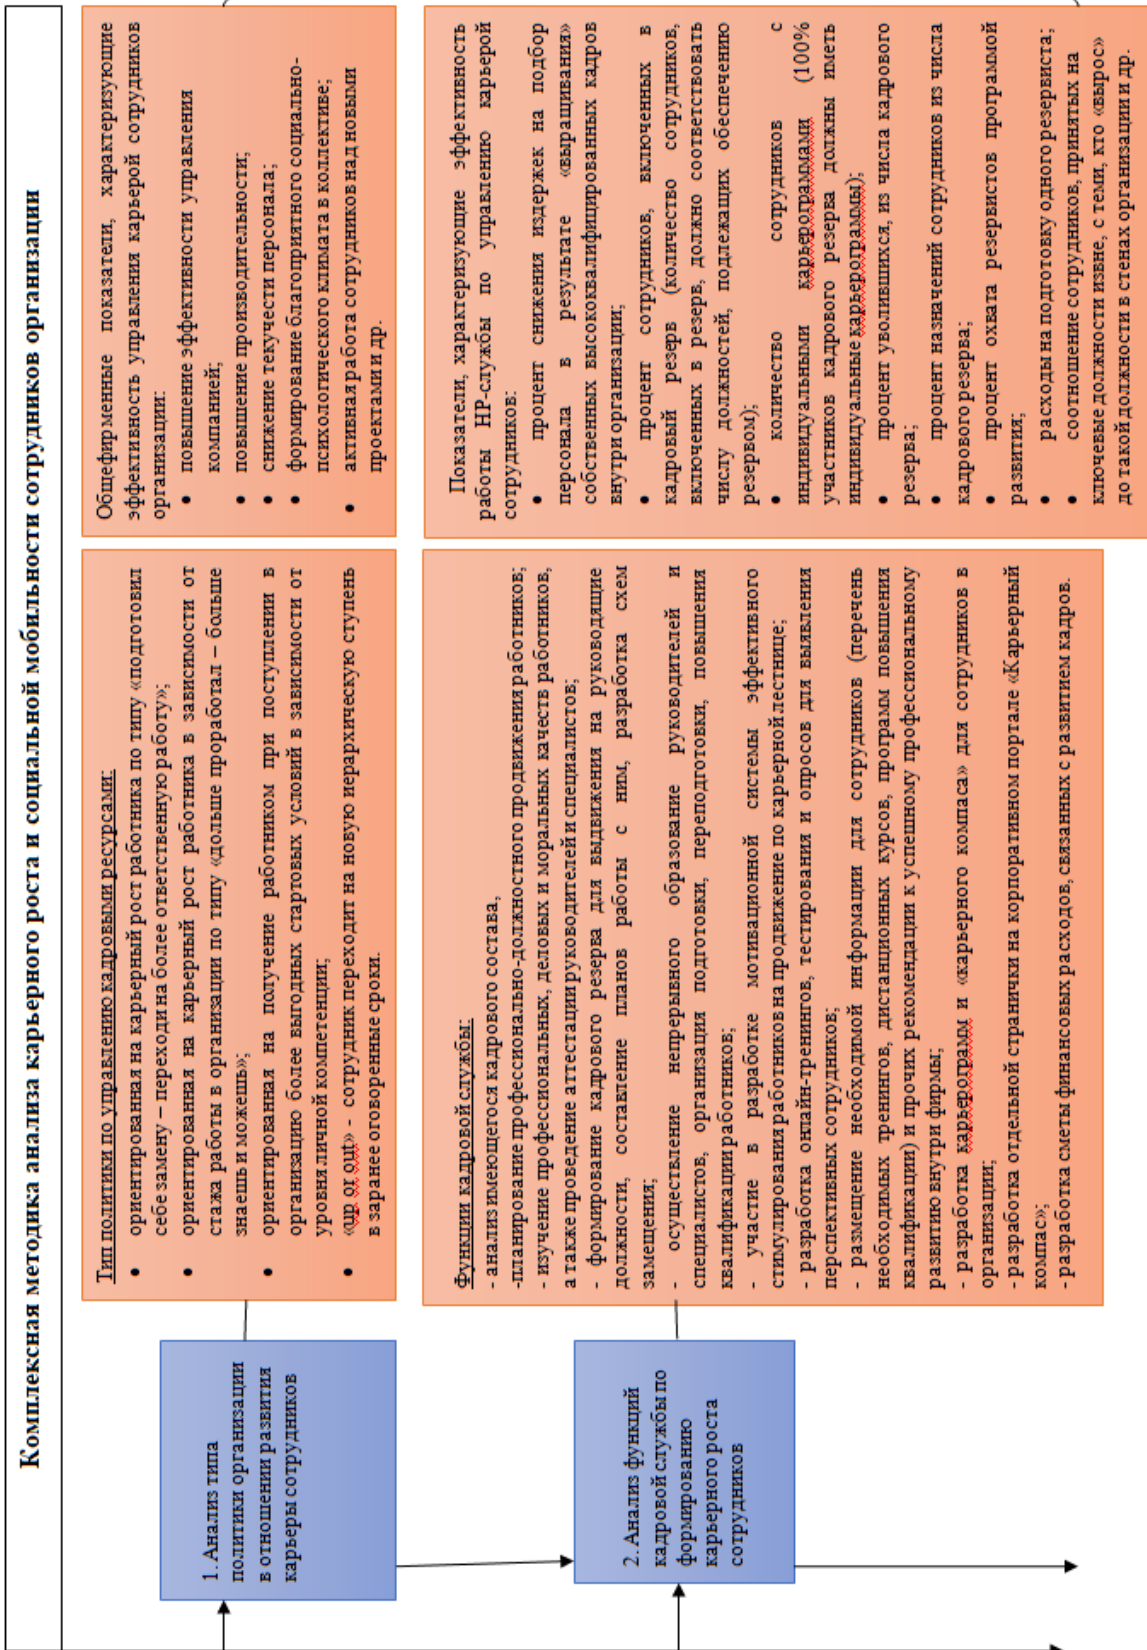 Комплексная методика анализа карьерного роста и социальной мобильности сотрудников организации
1. Анализ типа
политики организации
в отношении развития
карьеры сотрудников
Тип политики по управлению кадровыми ресурсами:
• ориентированная на карьерный рост работника по типу «подготовил
себе замену – переходи на более ответственную работу»;
• ориентированная на карьерный рост работника в зависимости от
стажа работы в организации по типу «дольше проработал – больше
знаешь и можешь»;
• ориентированная на получение работником при поступлении в
организацию более выгодных стартовых условий в зависимости от
уровня личной компетенции;
• «up or out» - сотрудник переходит на новую иерархическую ступень
в заранее оговоренные сроки.
Общефирменные показатели, характеризующие
эффективность управления карьерой сотрудников
организации:
• повышение эффективности управления
компанией;
• повышение производительности;
• снижение текучести персонала;
• формирование благоприятного социально-
психологического климата в коллективе;
• активная работа сотрудников над новыми
проектами и др.
2. Анализ функций
кадровой службы по
формированию
карьерного роста
сотрудников
Функции кадровой службы:
- анализ имеющегося кадрового состава,
-планирование профессионально-должностного продвижения работников;
- изучение профессиональных, деловых и моральных качеств работников,
а также проведение аттестации руководителей и специалистов;
- формирование кадрового резерва для выдвижения на руководящие
должности, составление планов работы с ним, разработка схем
замещения;
- осуществление непрерывного образование руководителей и
специалистов, организация подготовки, переподготовки, повышения
квалификации работников;
- участие в разработке мотивационной системы эффективного
стимулирования работников на продвижение по карьерной лестнице;
- разработка онлайн-тренингов, тестирования и опросов для выявления
перспективных сотрудников;
- размещение необходимой информации для сотрудников (перечень
необходимых тренингов, дистанционных курсов, программ повышения
квалификации) и прочих рекомендации к успешному профессиональному
развитию внутри фирмы;
- разработка карьерограмм и «карьерного компаса» для сотрудников в
организации;
- разработка отдельной странички на корпоративном портале «Карьерный
компас»;
- разработка сметы финансовых расходов, связанных с развитием кадров.
Показатели, характеризующие эффективность
работы HR-службы по управлению карьерой
сотрудников:
• процент снижения издержек на подбор
персонала в результате «выращивания»
собственных высококвалифицированных кадров
внутри организации;
• процент сотрудников, включенных в
кадровый резерв (количество сотрудников,
включенных в резерв, должно соответствовать
числу должностей, подлежащих обеспечению
резервом);
• количество сотрудников с
индивидуальными карьерограммами (100%
участников кадрового резерва должны иметь
индивидуальные карьерограммы);
• процент уволившихся, из числа кадрового
резерва;
• процент назначений сотрудников из числа
кадрового резерва;
• процент охвата резервистов программой
развития;
• расходы на подготовку одного резервиста;
• соотношение сотрудников, принятых на
ключевые должности извне, с теми, кто «вырос»
до такой должности в стенах организации и др.